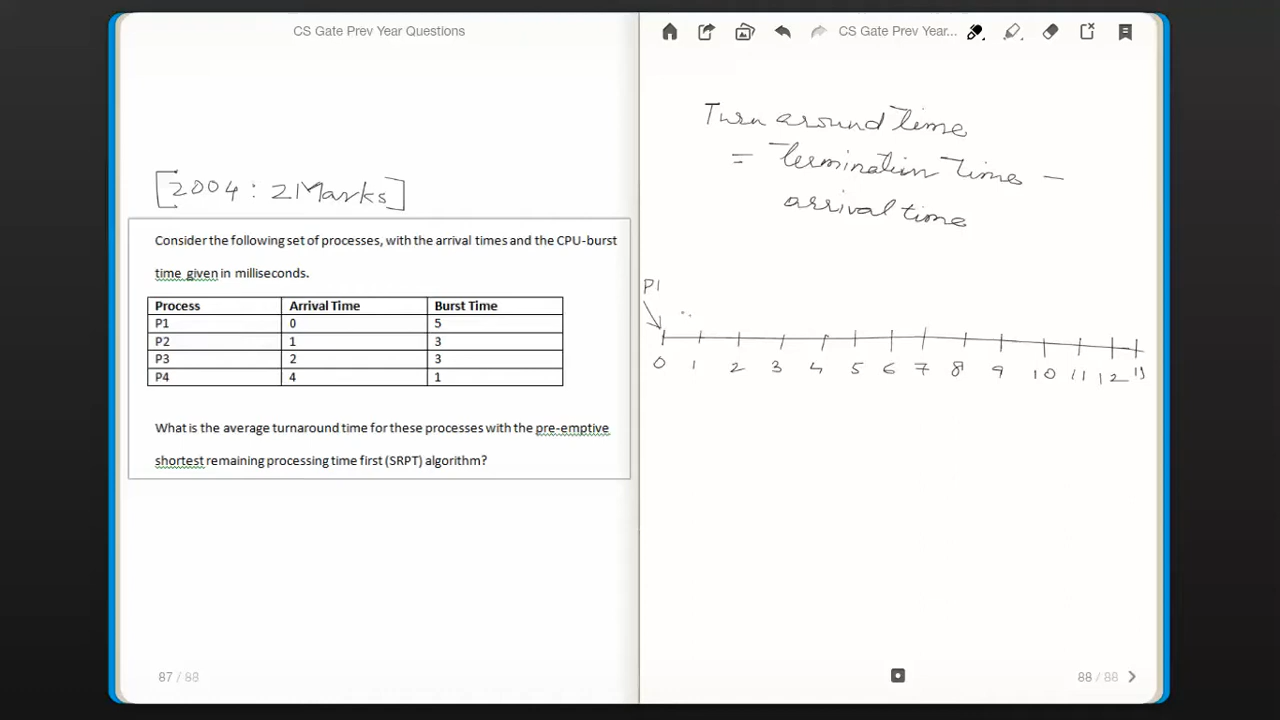 CS Gate Prev Year Questions
CS Gate Prev Year...
[2004: 2 Marks]
Consider the following set of processes, with the arrival times and the CPU-burst
time given in milliseconds.
Process Arrival Time Burst Time
P1 0 5
P2 1 3
P3 2 3
P4 4 1
What is the average turnaround time for these processes with the pre-emptive
shortest remaining processing time first (SRPT) algorithm?
87 / 88
Turn around time
= Termination Times -
arrival time
P1
0 1 2 3 4 5 6 7 8 9 10 11 12 13
88 / 88